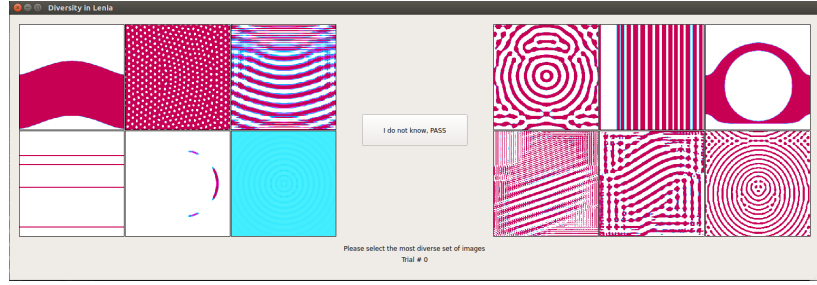 Diversity in Lenia
I do not know, PASS
Please select the most diverse set of images
Trial # 0